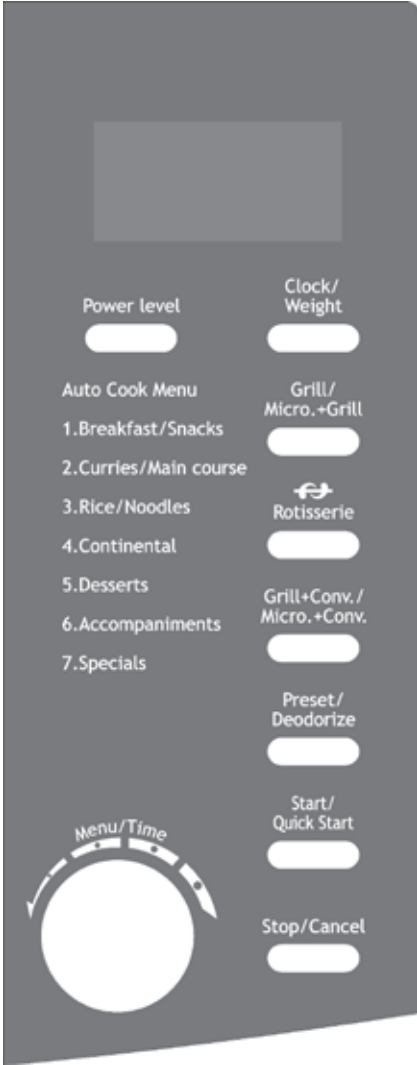 Power level
Clock/
Weight
Auto Cook Menu
1.Breakfast/Snacks
2.Curries/Main course
3.Rice/Noodles
4.Continental
5.Desserts
6.Accompaniments
7.Specials
Grill/
Micro.+Grill
Rotisserie
Grill+Conv./
Micro.+Conv.
Preset/
Deodorize
Menu/Time
Start/
Quick Start
Stop/Cancel